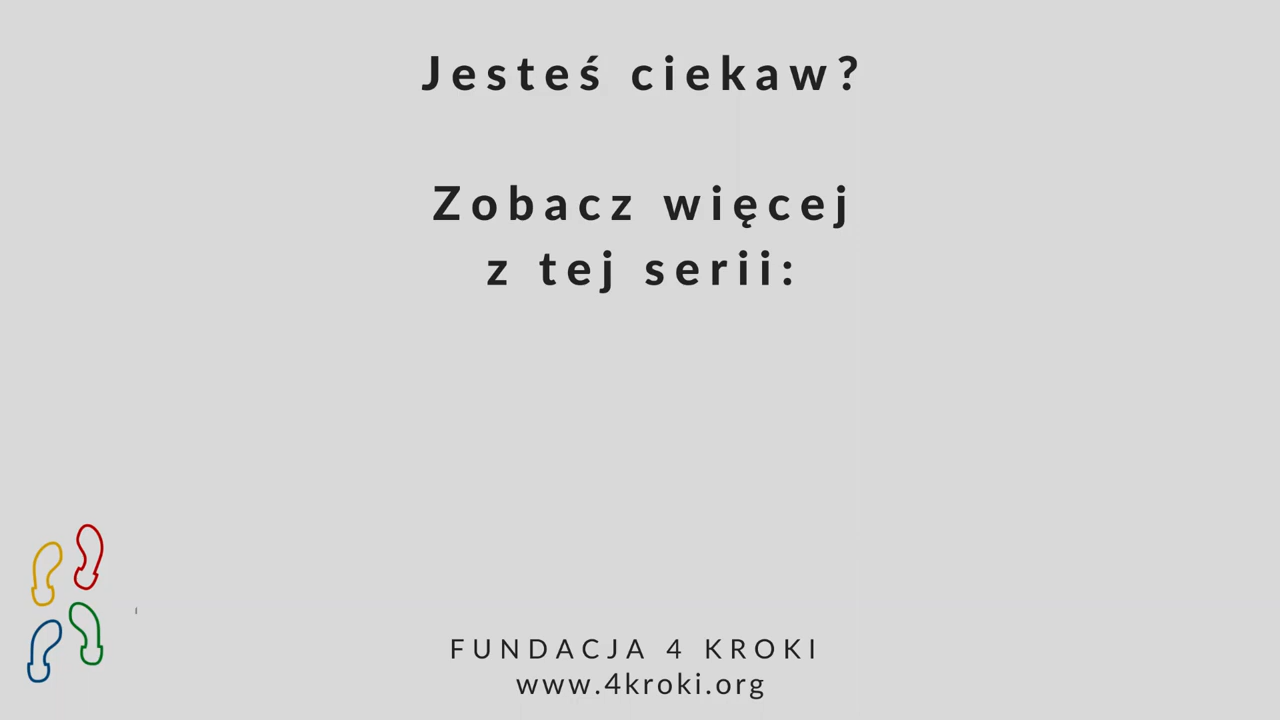 Jesteś ciekaw?
Zobacz więcej
z tej serii:
FUNDACJA 4 KROKI
www.4kroki.org